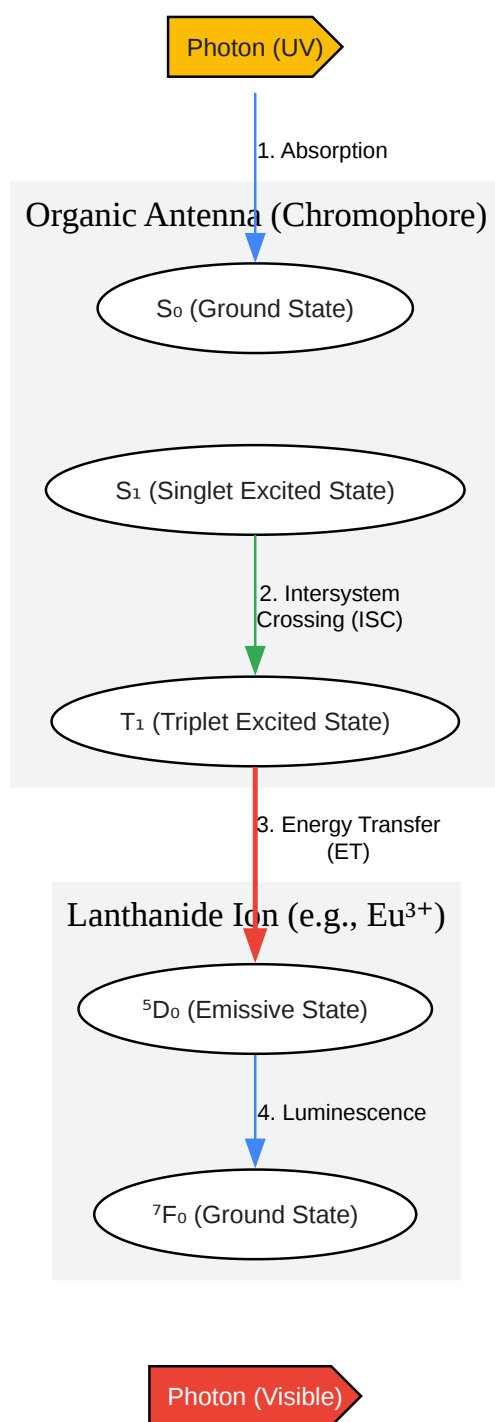 Photon (UV)
1. Absorption
Organic Antenna (Chromophore)
S₀ (Ground State)
S₁ (Singlet Excited State)
2. Intersystem
Crossing (ISC)
T₁ (Triplet Excited State)
3. Energy Transfer
(ET)
Lanthanide Ion (e.g., Eu³⁺)
⁵D₀ (Emissive State)
4. Luminescence
⁷F₀ (Ground State)
Photon (Visible)